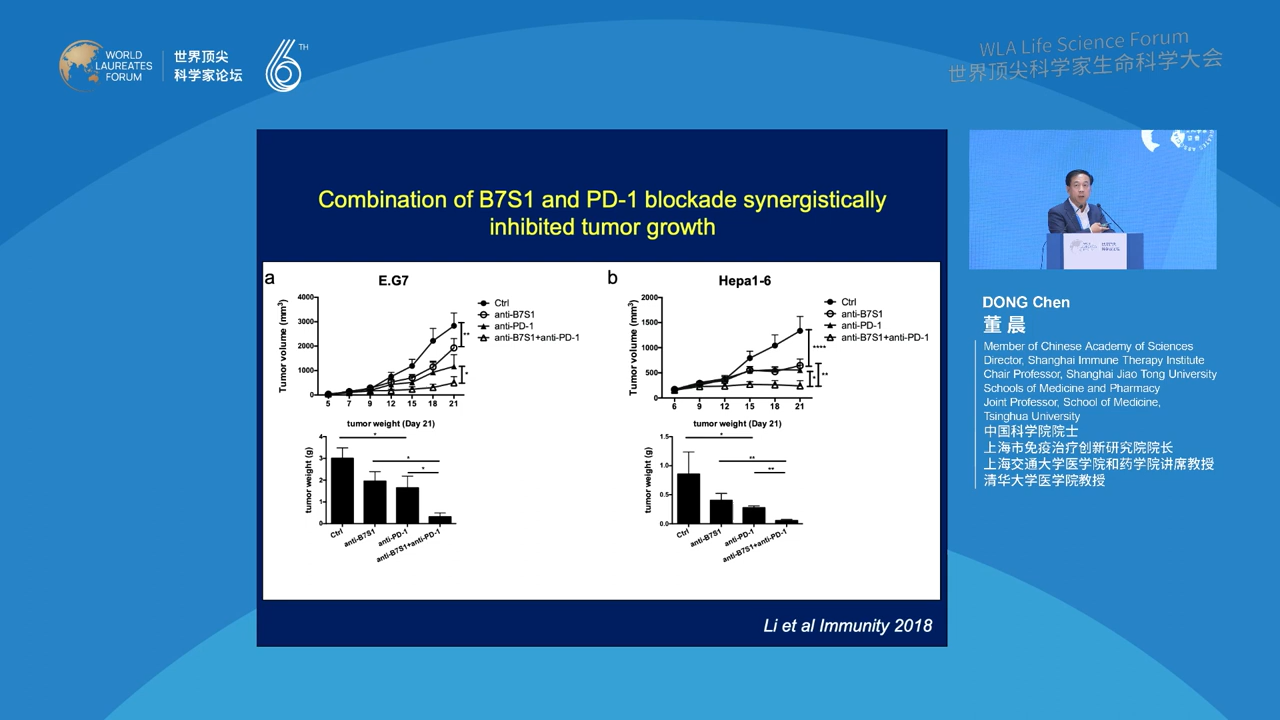 WORLD
LAUREATES
FORUM
世界顶尖
科学家论坛
6TH
WLA Life Science Forum
世界顶尖科学家生命科学大会
Combination of B7S1 and PD-1 blockade synergistically
inhibited tumor growth
a
E.G7
Tumor volume (mm3)
4000
3000
2000
1000
0
5 7 9 12 15 18 21
Ctrl
anti-B7S1
anti-PD-1
anti-B7S1+anti-PD-1
**
*
tumor weight (Day 21)
tumor weight (g)
4
3
2
1
0
*
*
*
Ctrl
anti-B7S1
anti-PD-1
anti-B7S1+anti-PD-1
b
Hepa1-6
Tumor volume (mm3)
2000
1500
1000
500
0
6 9 12 15 18 21
Ctrl
anti-B7S1
anti-PD-1
anti-B7S1+anti-PD-1
****
*
**
tumor weight (Day 21)
tumor weight (g)
1.5
1.0
0.5
0.0
*
**
**
Ctrl
anti-B7S1
anti-PD-1
anti-B7S1+anti-PD-1
Li et al Immunity 2018
DONG Chen
董 晨
Member of Chinese Academy of Sciences
Director, Shanghai Immune Therapy Institute
Chair Professor, Shanghai Jiao Tong University
Schools of Medicine and Pharmacy
Joint Professor, School of Medicine,
Tsinghua University
中国科学院院士
上海市免疫治疗创新研究院院长
上海交通大学医学院和药学院讲席教授
清华大学医学院教授